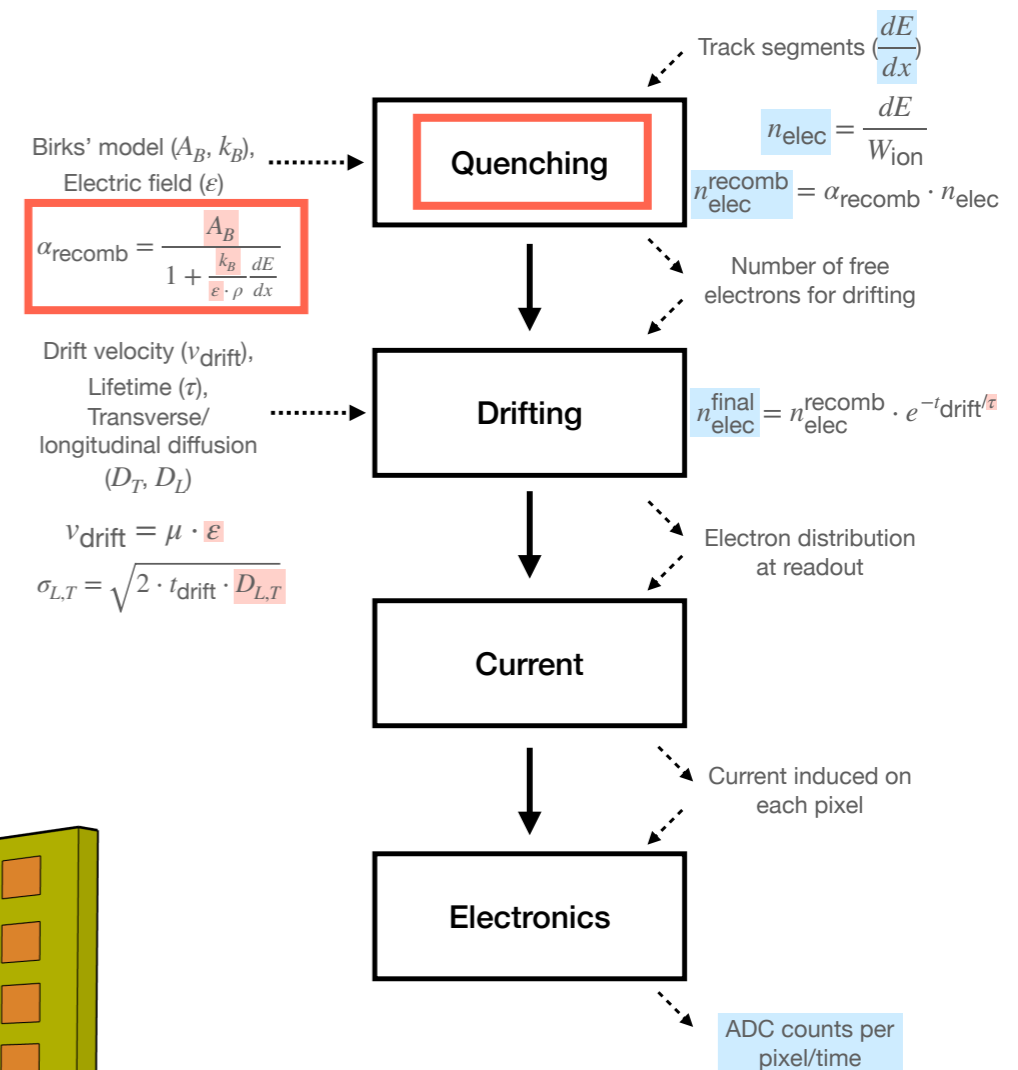 Track segments (dE/dx)
Birks' model (A_B, k_B),
Electric field (ε)
α_recomb = A_B / (1 + (k_B / (ε · ρ)) dE/dx)
Quenching
n_elec = dE / W_ion
n_elec^recomb = α_recomb · n_elec
Number of free
electrons for drifting
Drift velocity (v_drift),
Lifetime (τ),
Transverse/
longitudinal diffusion
(D_T, D_L)
v_drift = μ · ε
σ_L,T = √(2 · t_drift · D_L,T)
Drifting
n_elec^final = n_elec^recomb · e^(-t_drift/τ)
Electron distribution
at readout
Current
Current induced on
each pixel
Electronics
ADC counts per
pixel/time